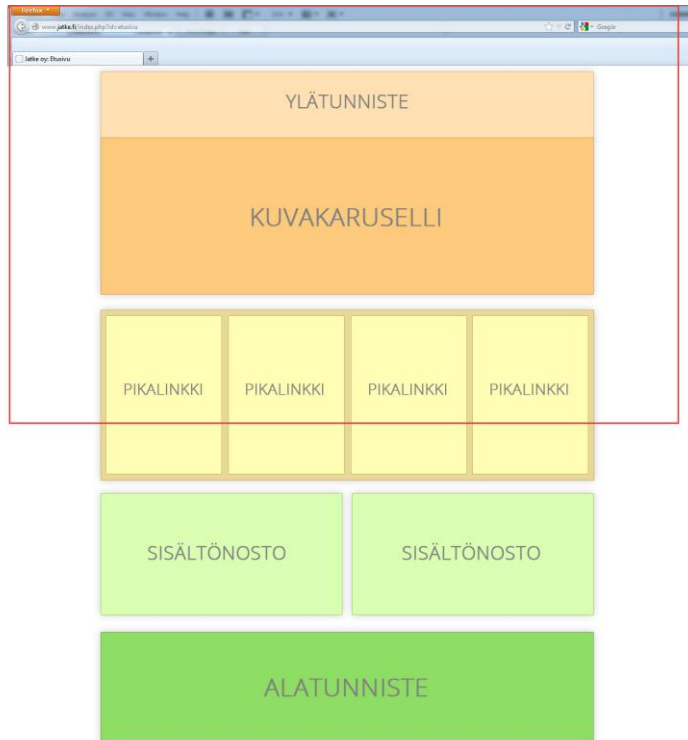 Firefox
www.jatke.fi/index.php?id=etusivu
Google
Jatke oy: Etusivu
+
YLÄTUNNISTE
KUVAKARUSELLI
PIKALINKKI PIKALINKKI PIKALINKKI PIKALINKKI
SISÄLTÖNOSTO SISÄLTÖNOSTO
ALATUNNISTE